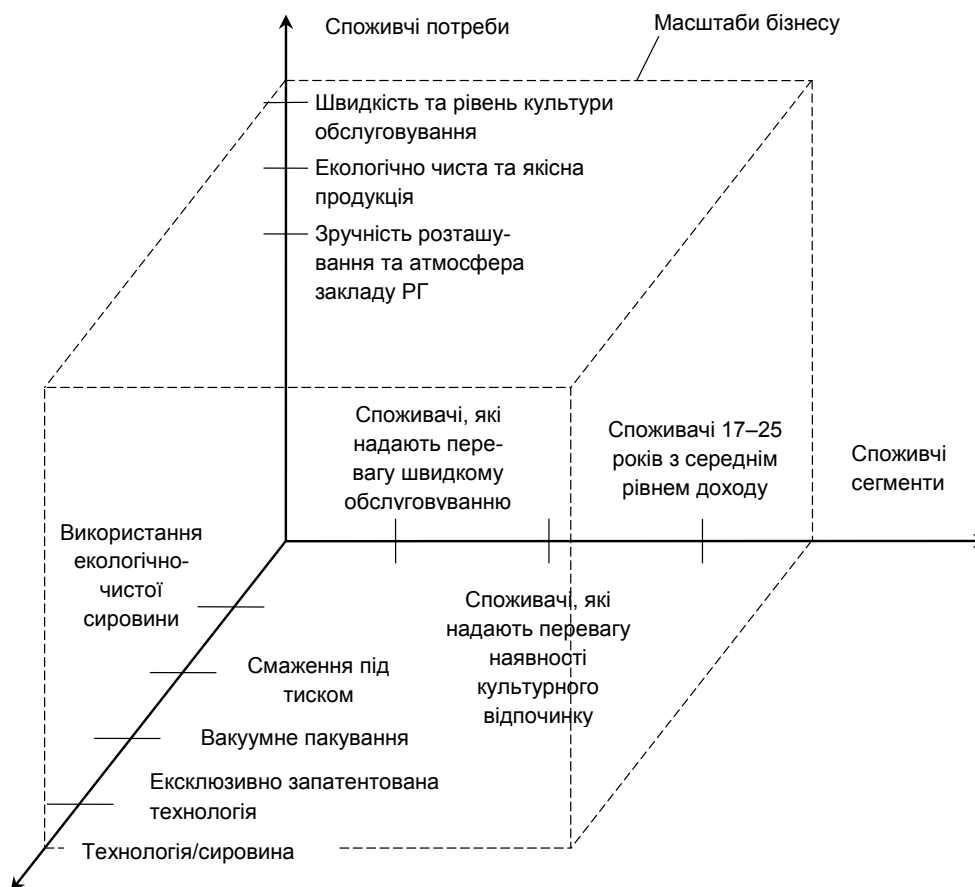 Споживчі потреби
Масштаби бізнесу
Швидкість та рівень культури
обслуговування
Екологічно чиста та якісна
продукція
Зручність розташу-
вання та атмосфера
закладу РГ
Споживачі, які
надають пере-
вагу швидкому
обслуговуванню
Споживачі 17–25
років з середнім
рівнем доходу
Споживчі
сегменти
Використання
екологічно-
чистої
сировини
Споживачі, які
надають перевагу
наявності
культурного
відпочинку
Смаження під
тиском
Вакуумне пакування
Ексклюзивно запатентована
технологія
Технологія/сировина